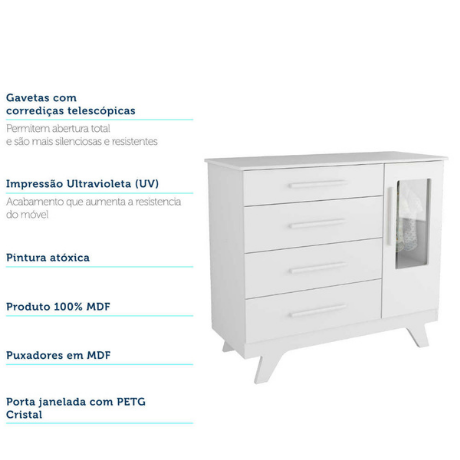 Gavetas com
corrediças telescópicas
Permitem abertura total
e são mais silenciosas e resistentes
Impressão Ultravioleta (UV)
Acabamento que aumenta a resistencia
do móvel
Pintura atóxica
Produto 100% MDF
Puxadores em MDF
Porta janelada com PETG
Cristal